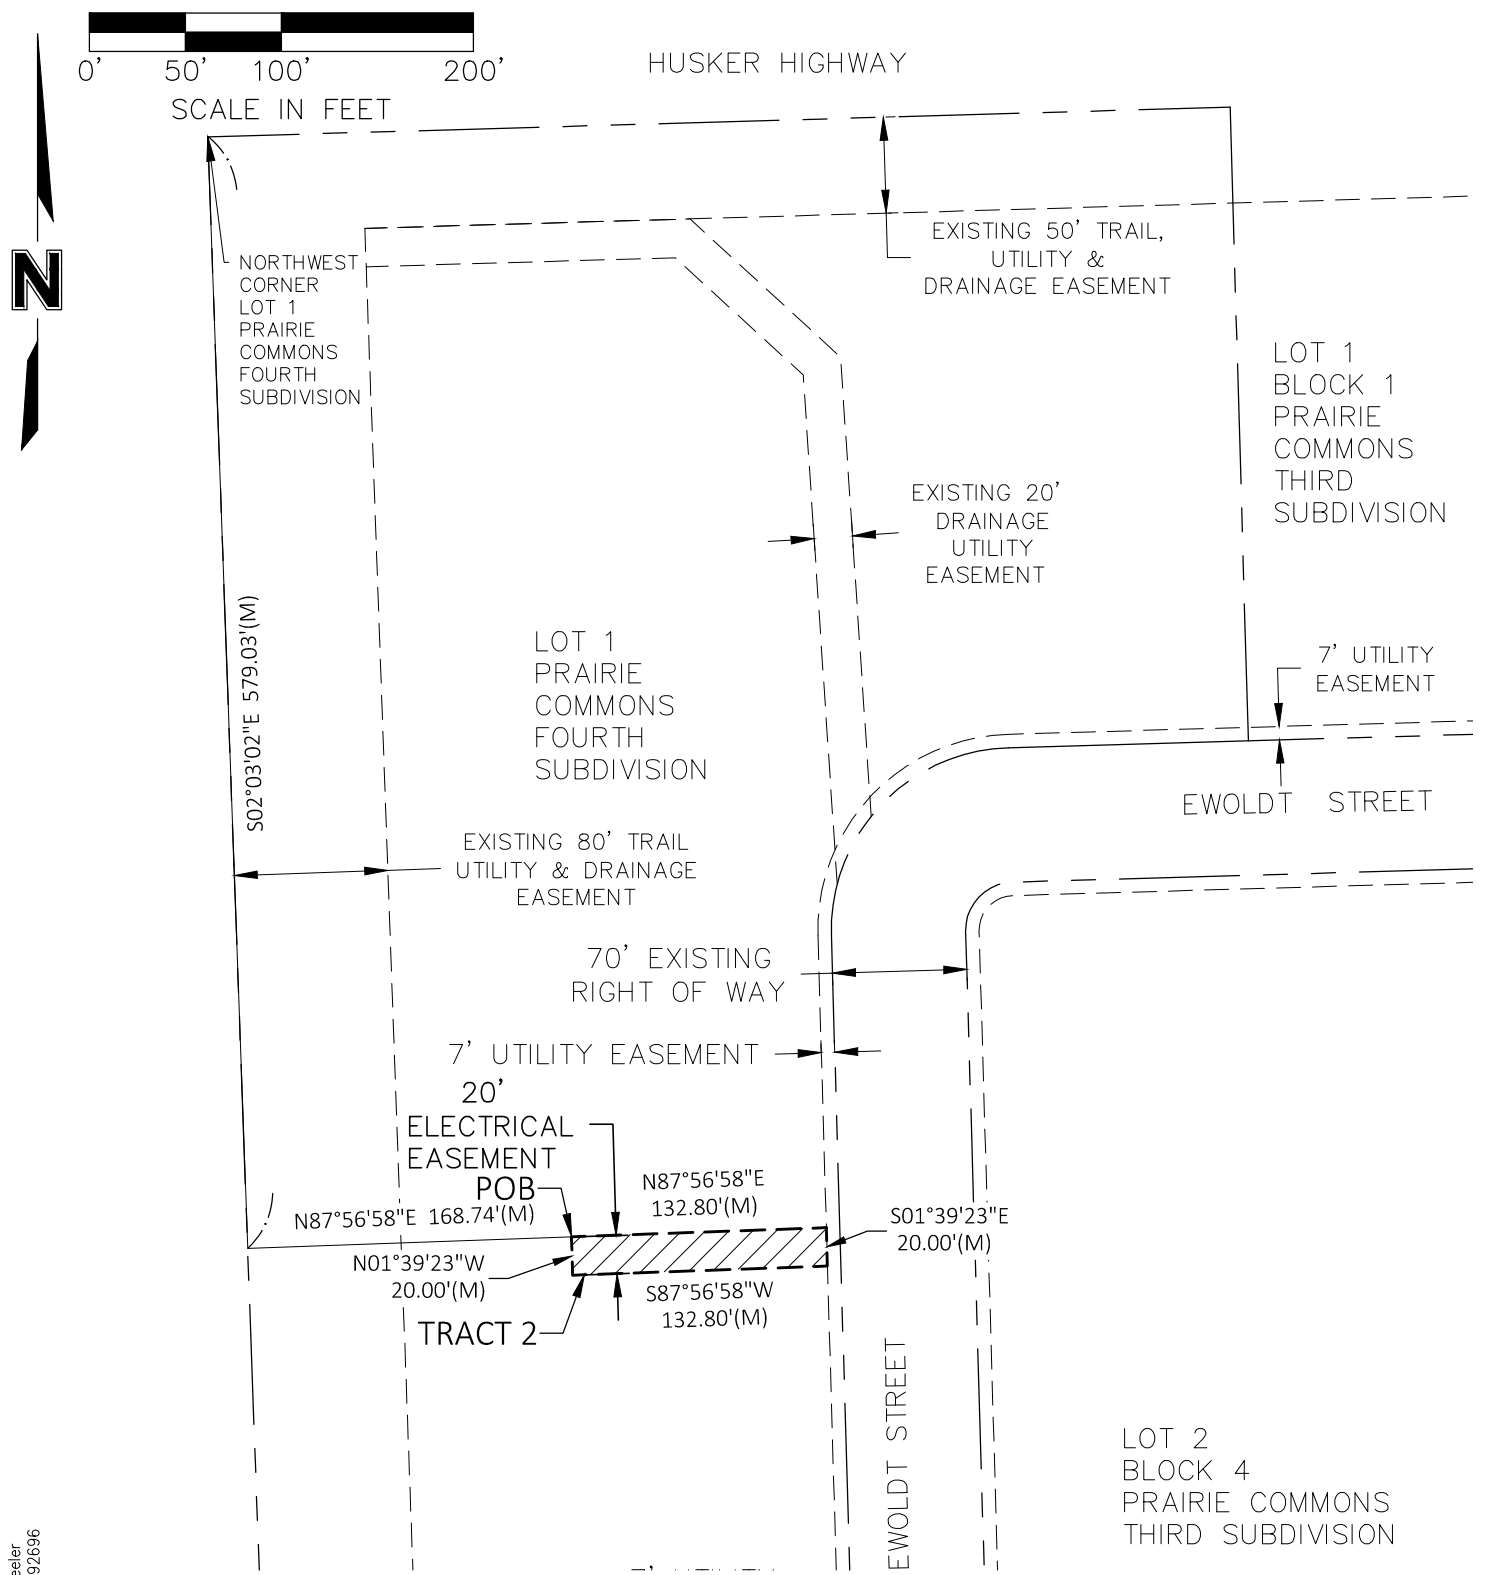 0' 50' 100' 200'
SCALE IN FEET
HUSKER HIGHWAY
N
NORTHWEST
CORNER
LOT 1
PRAIRIE
COMMONS
FOURTH
SUBDIVISION
EXISTING 50' TRAIL,
UTILITY &
DRAINAGE EASEMENT
LOT 1
BLOCK 1
PRAIRIE
COMMONS
THIRD
SUBDIVISION
EXISTING 20'
DRAINAGE
UTILITY
EASEMENT
S02°03'02"E 579.03'(M)
LOT 1
PRAIRIE
COMMONS
FOURTH
SUBDIVISION
7' UTILITY
EASEMENT
EWOLDT STREET
EXISTING 80' TRAIL
UTILITY & DRAINAGE
EASEMENT
70' EXISTING
RIGHT OF WAY
7' UTILITY EASEMENT
20'
ELECTRICAL
EASEMENT
POB
N87°56'58"E 168.74'(M)
N87°56'58"E
132.80'(M)
S01°39'23"E
20.00'(M)
N01°39'23"W
20.00'(M)
S87°56'58"W
132.80'(M)
TRACT 2
EWOLDT STREET
LOT 2
BLOCK 4
PRAIRIE COMMONS
THIRD SUBDIVISION
eeler
92696
7' UTILITY